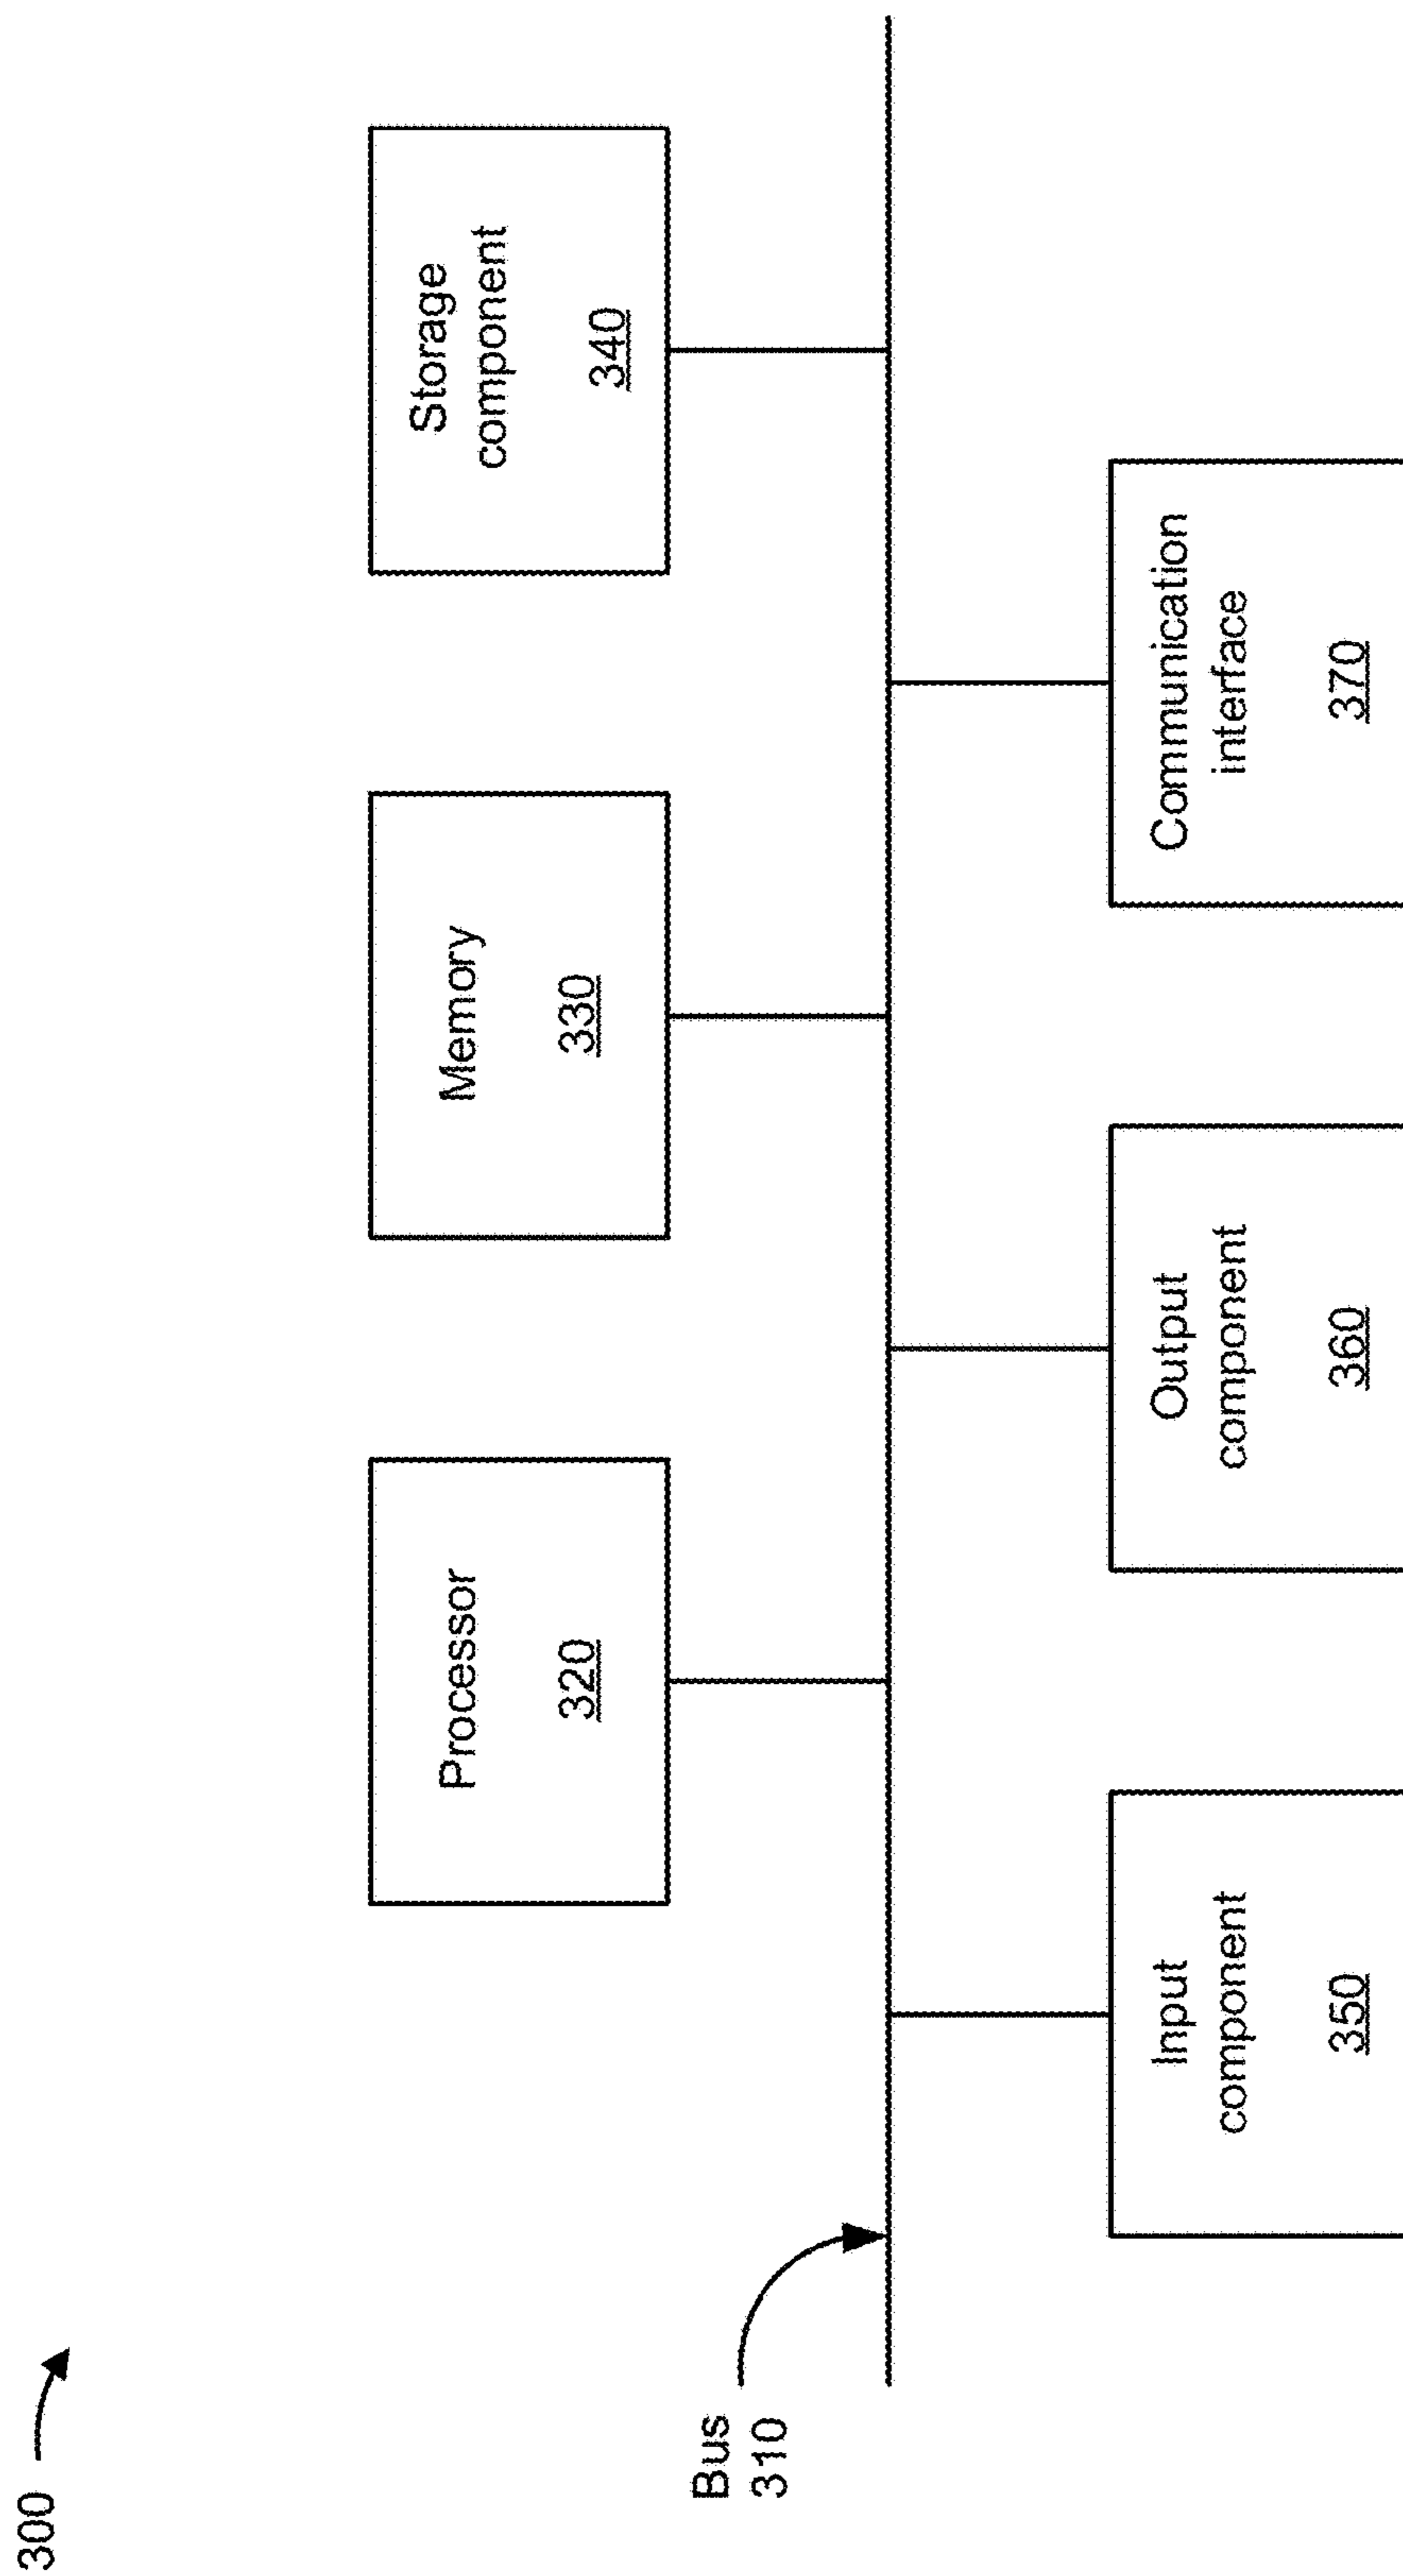 300
Processor
320
Memory
330
Storage
component
340
Bus
310
Input
component
350
Output
component
360
Communication
interface
370